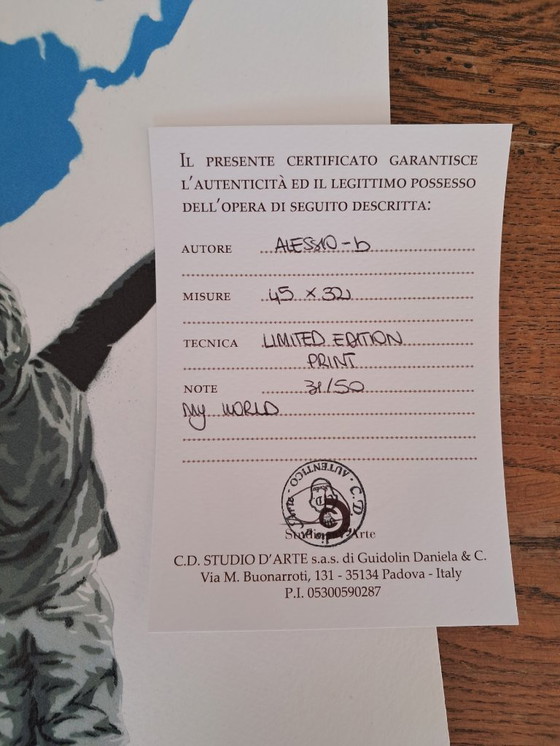 IL PRESENTE CERTIFICATO GARANTISCE
L'AUTENTICITÀ ED IL LEGITTIMO POSSESSO
DELL'OPERA DI SEGUITO DESCRITTA:
AUTORE ALESSIO-b
MISURE 45 x 32
TECNICA LIMITED EDITION
PRINT
NOTE 31/50
My WORLD
AUTENTICO · C.D.
Studio d'Arte
C.D. STUDIO D'ARTE s.a.s. di Guidolin Daniela & C.
Via M. Buonarroti, 131 - 35134 Padova - Italy
P.I. 05300590287